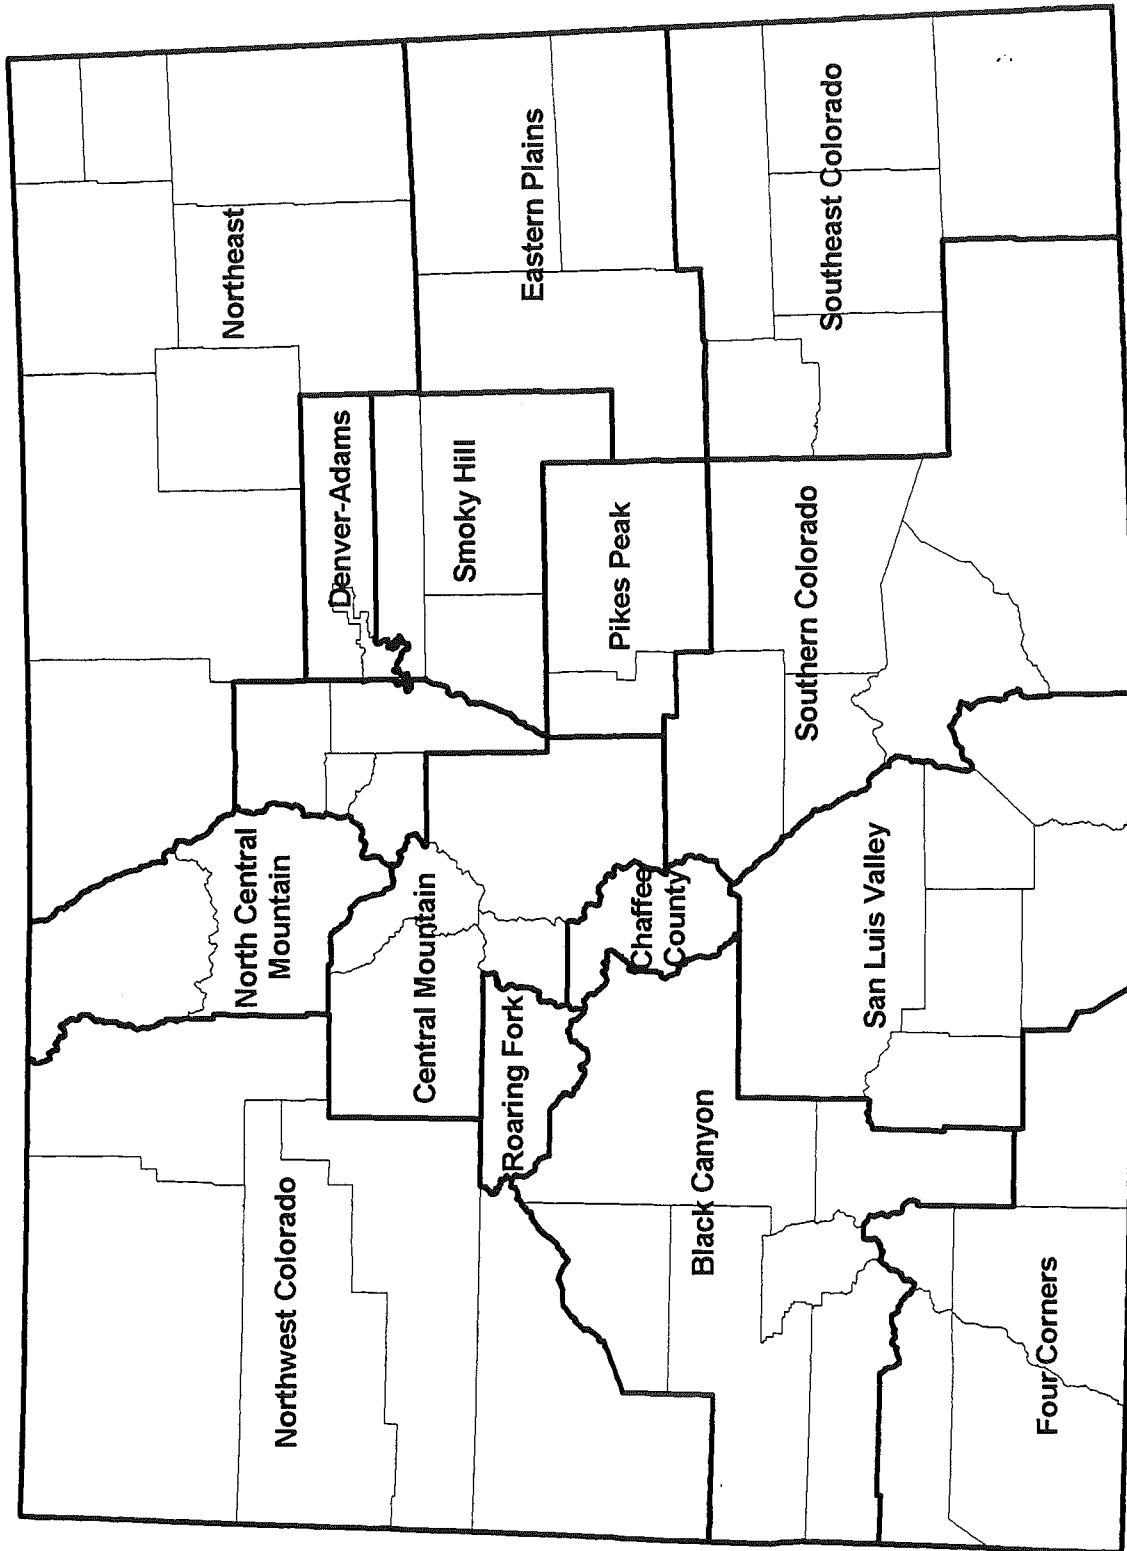 Northwest Colorado
North Central
Mountain
Northeast
Denver-Adams
Central Mountain
Smoky Hill
Roaring Fork
Eastern Plains
Pikes Peak
Chaffee
County
Black Canyon
Southern Colorado
Southeast Colorado
San Luis Valley
Four Corners